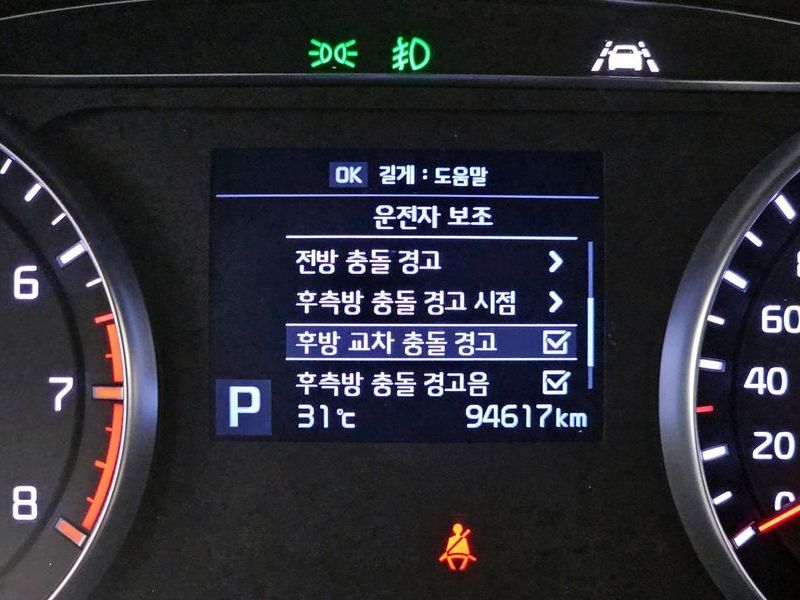 OK 길게 : 도움말
운전자 보조
전방 충돌 경고
후측방 충돌 경고 시점
후방 교차 충돌 경고
후측방 충돌 경고음
P 31℃ 94617km
6
7
8
60
40
20
0